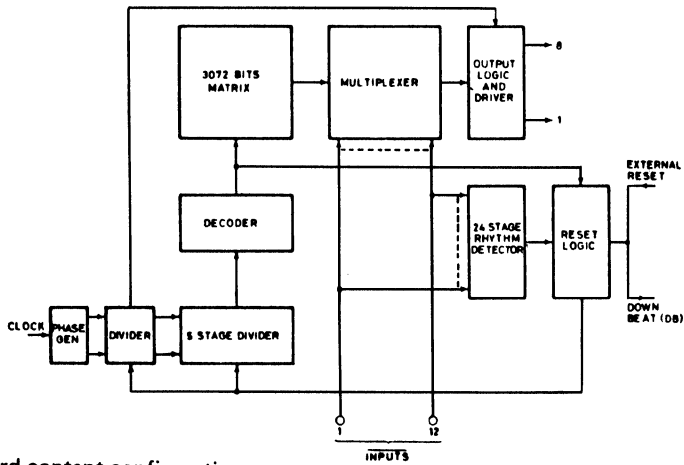 3072 BITS
MATRIX
MULTIPLEXER
OUTPUT
LOGIC
AND
DRIVER
8
1
EXTERNAL
RESET
DECODER
24 STAGE
RHYTHM
DETECTOR
RESET
LOGIC
DOWN
BEAT (DB)
CLOCK
PHASE
GEN
DIVIDER
5 STAGE DIVIDER
1
12
INPUTS